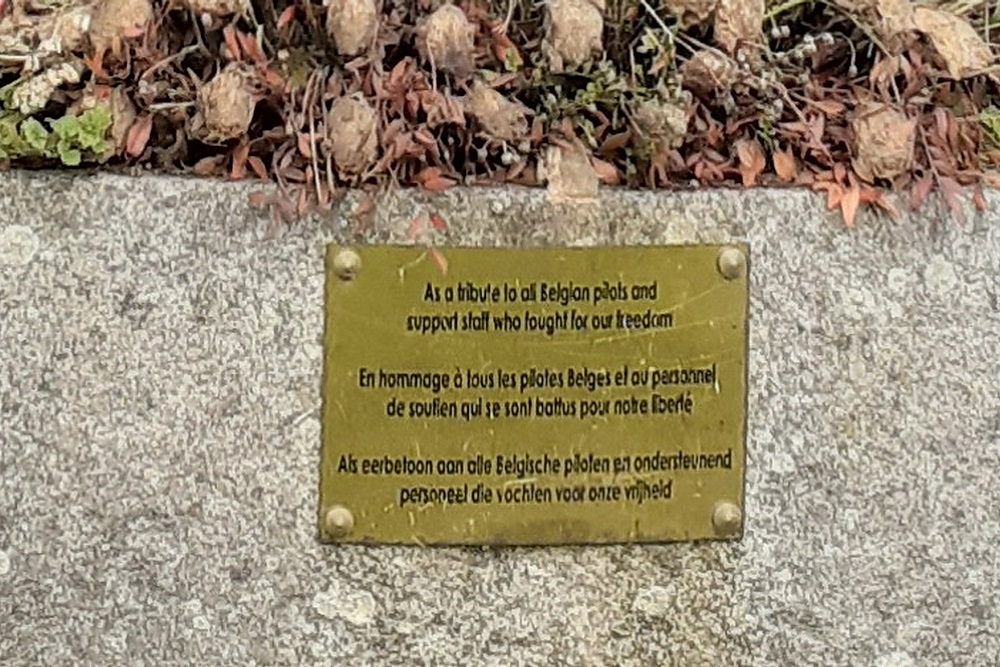 As a tribute to all Belgian pilots and
support staff who fought for our freedom
En hommage à tous les pilotes Belges et au personnel
de soutien qui se sont battus pour notre liberté
Als eerbetoon aan alle Belgische piloten en ondersteunend
personeel die vochten voor onze vrijheid